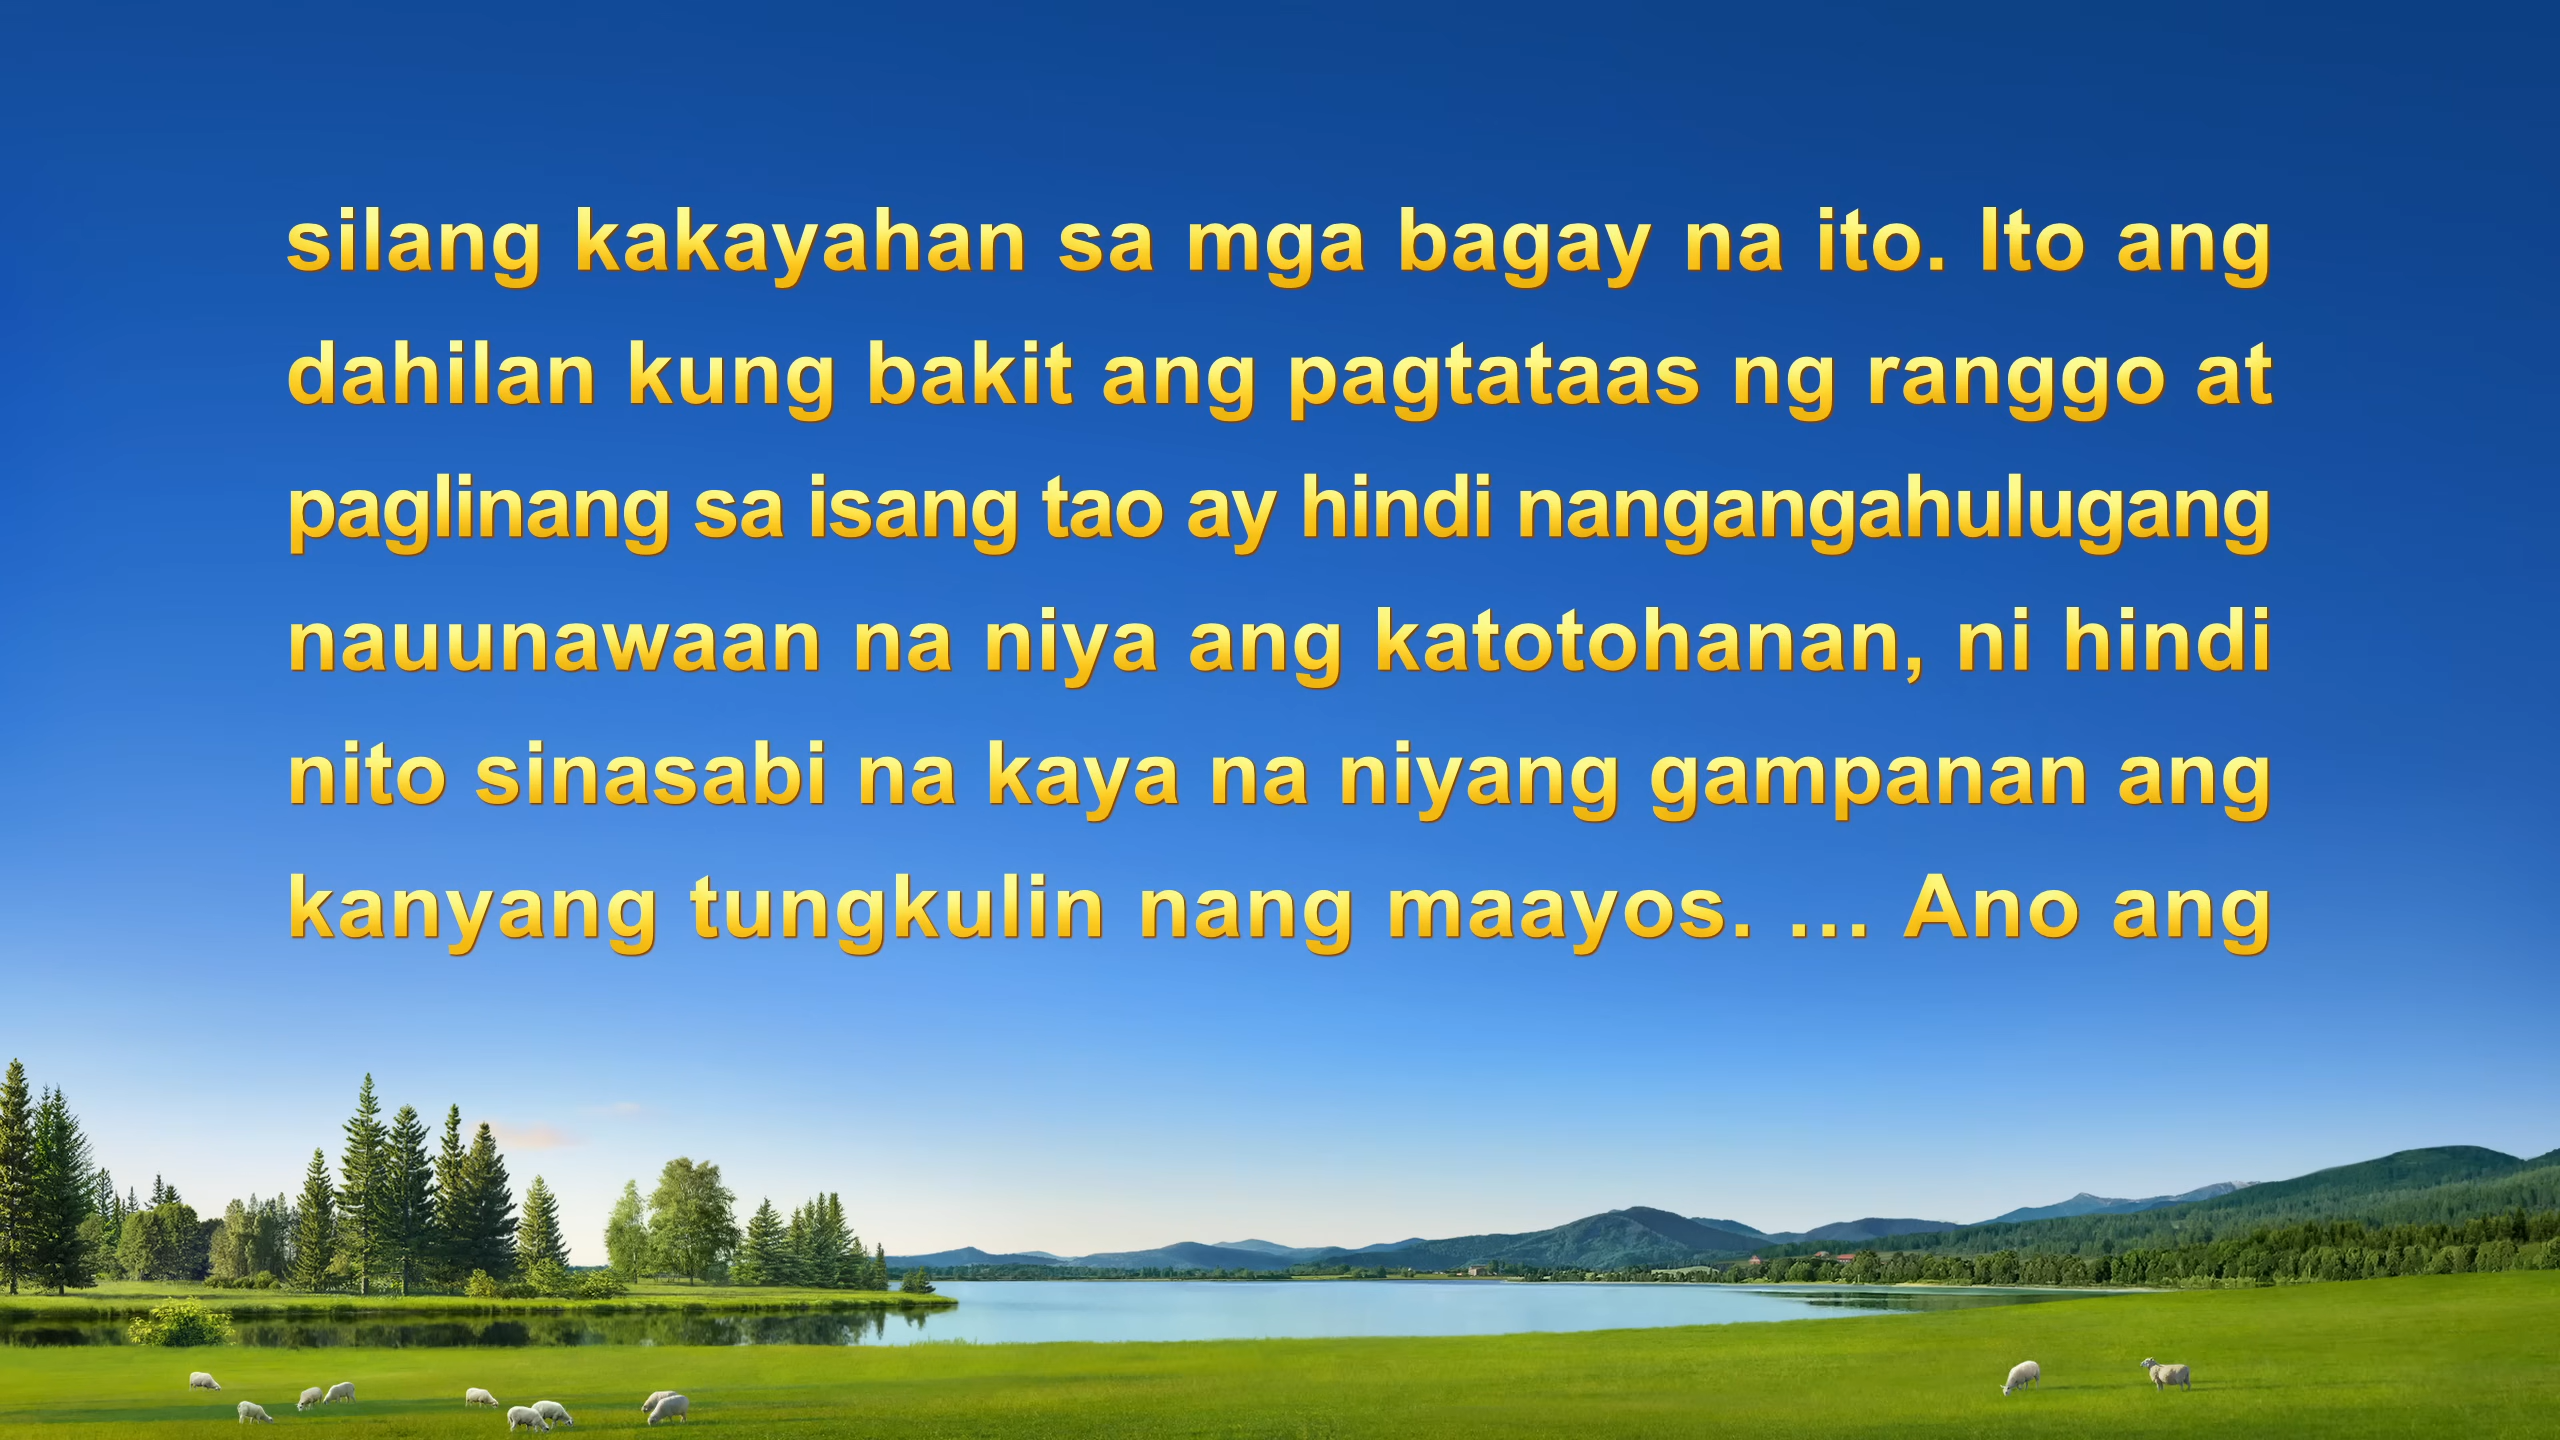 silang kakayahan sa mga bagay na ito. Ito ang
dahilan kung bakit ang pagtataas ng ranggo at
paglinang sa isang tao ay hindi nangangahulugang
nauunawaan na niya ang katotohanan, ni hindi
nito sinasabi na kaya na niyang gampanan ang
kanyang tungkulin nang maayos. … Ano ang